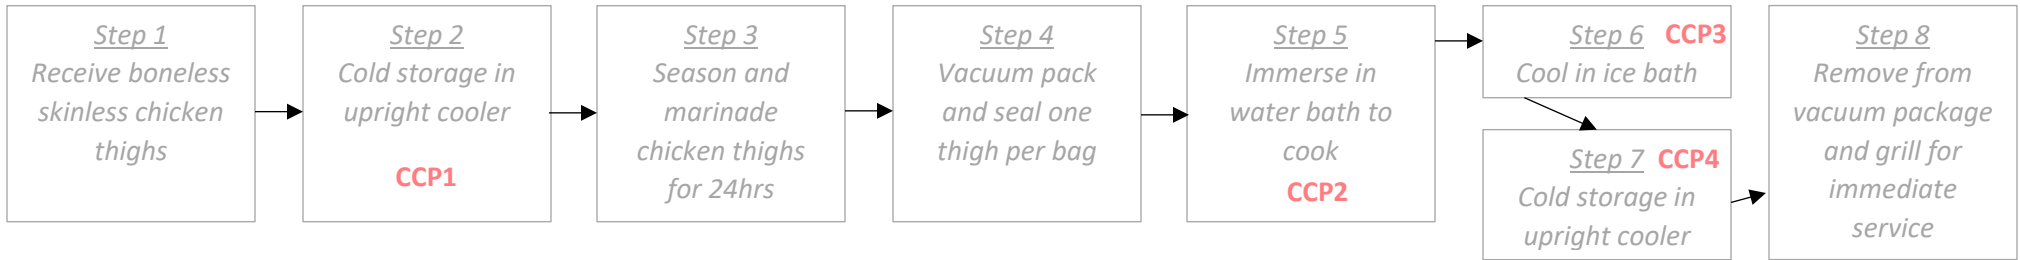 Step 1
Receive boneless
skinless chicken
thighs
Step 2
Cold storage in
upright cooler
CCP1
Step 3
Season and
marinade
chicken thighs
for 24hrs
Step 4
Vacuum pack
and seal one
thigh per bag
Step 5
Immerse in
water bath to
cook
CCP2
Step 6 CCP3
Cool in ice bath
Step 7 CCP4
Cold storage in
upright cooler
Step 8
Remove from
vacuum package
and grill for
immediate
service